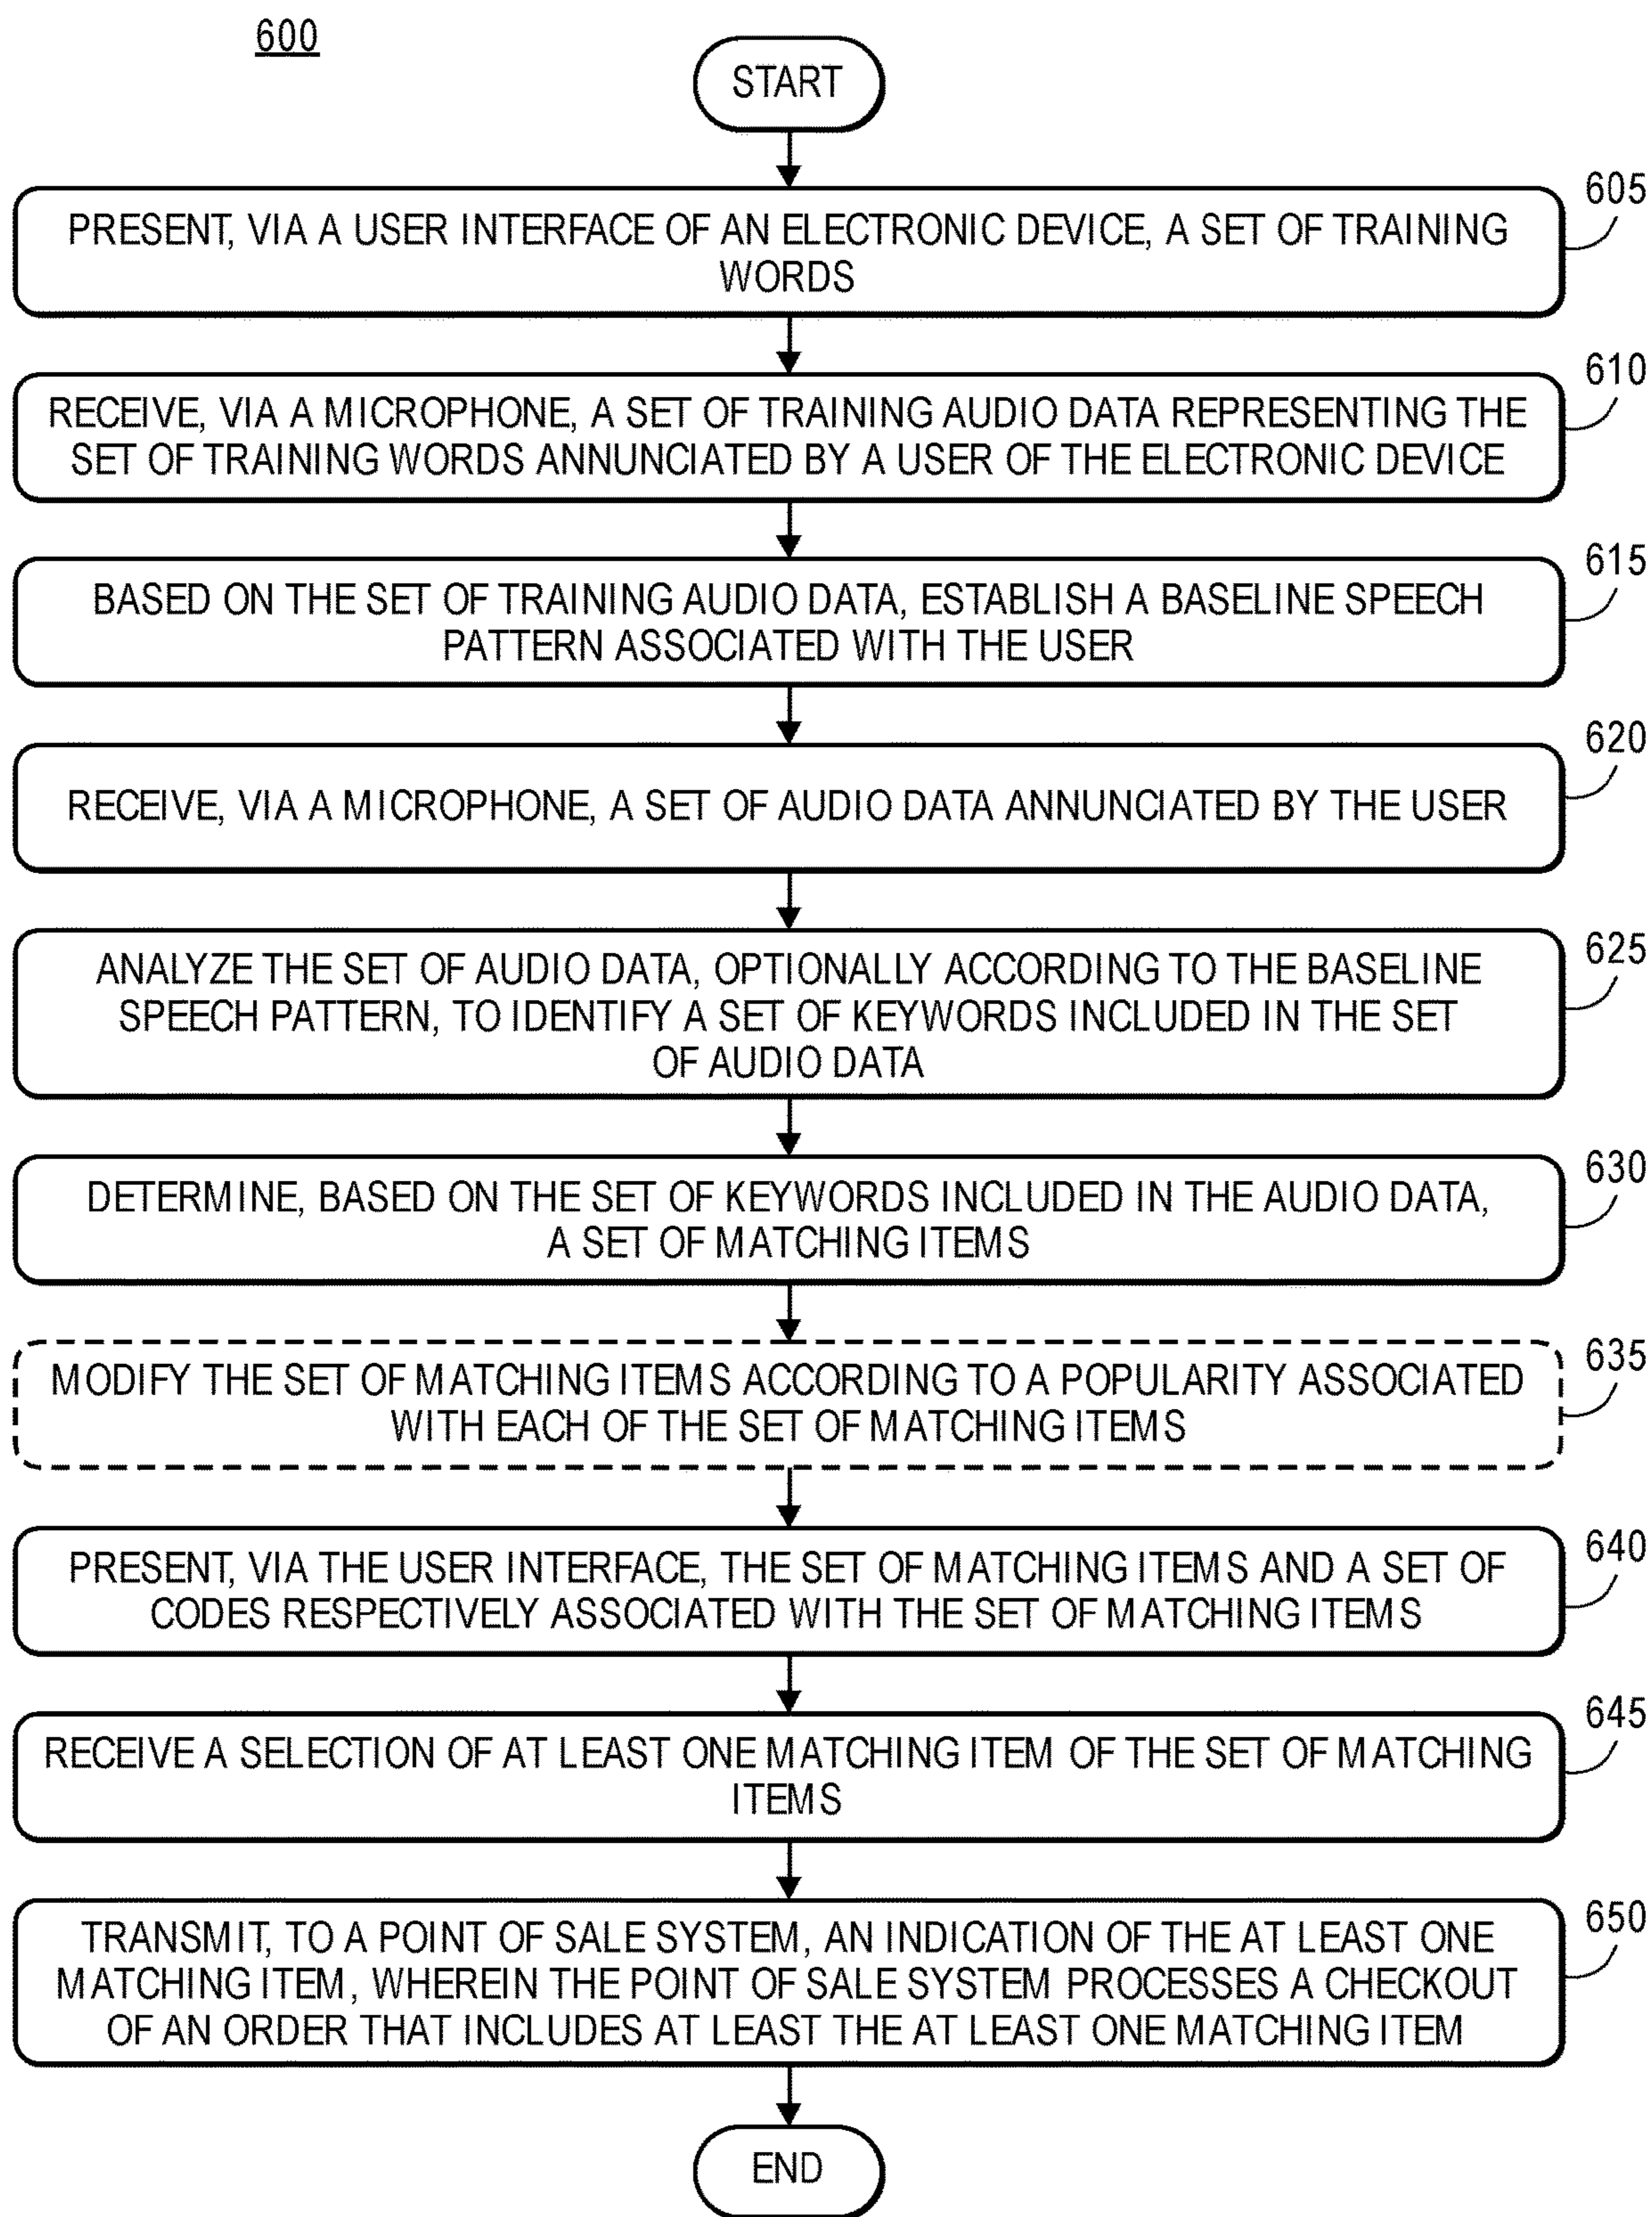 600
START
605
PRESENT, VIA A USER INTERFACE OF AN ELECTRONIC DEVICE, A SET OF TRAINING
WORDS
610
RECEIVE, VIA A MICROPHONE, A SET OF TRAINING AUDIO DATA REPRESENTING THE
SET OF TRAINING WORDS ANNUNCIATED BY A USER OF THE ELECTRONIC DEVICE
615
BASED ON THE SET OF TRAINING AUDIO DATA, ESTABLISH A BASELINE SPEECH
PATTERN ASSOCIATED WITH THE USER
620
RECEIVE, VIA A MICROPHONE, A SET OF AUDIO DATA ANNUNCIATED BY THE USER
625
ANALYZE THE SET OF AUDIO DATA, OPTIONALLY ACCORDING TO THE BASELINE
SPEECH PATTERN, TO IDENTIFY A SET OF KEYWORDS INCLUDED IN THE SET
OF AUDIO DATA
630
DETERMINE, BASED ON THE SET OF KEYWORDS INCLUDED IN THE AUDIO DATA,
A SET OF MATCHING ITEMS
635
MODIFY THE SET OF MATCHING ITEMS ACCORDING TO A POPULARITY ASSOCIATED
WITH EACH OF THE SET OF MATCHING ITEMS
640
PRESENT, VIA THE USER INTERFACE, THE SET OF MATCHING ITEMS AND A SET OF
CODES RESPECTIVELY ASSOCIATED WITH THE SET OF MATCHING ITEMS
645
RECEIVE A SELECTION OF AT LEAST ONE MATCHING ITEM OF THE SET OF MATCHING
ITEMS
650
TRANSMIT, TO A POINT OF SALE SYSTEM, AN INDICATION OF THE AT LEAST ONE
MATCHING ITEM, WHEREIN THE POINT OF SALE SYSTEM PROCESSES A CHECKOUT
OF AN ORDER THAT INCLUDES AT LEAST THE AT LEAST ONE MATCHING ITEM
END